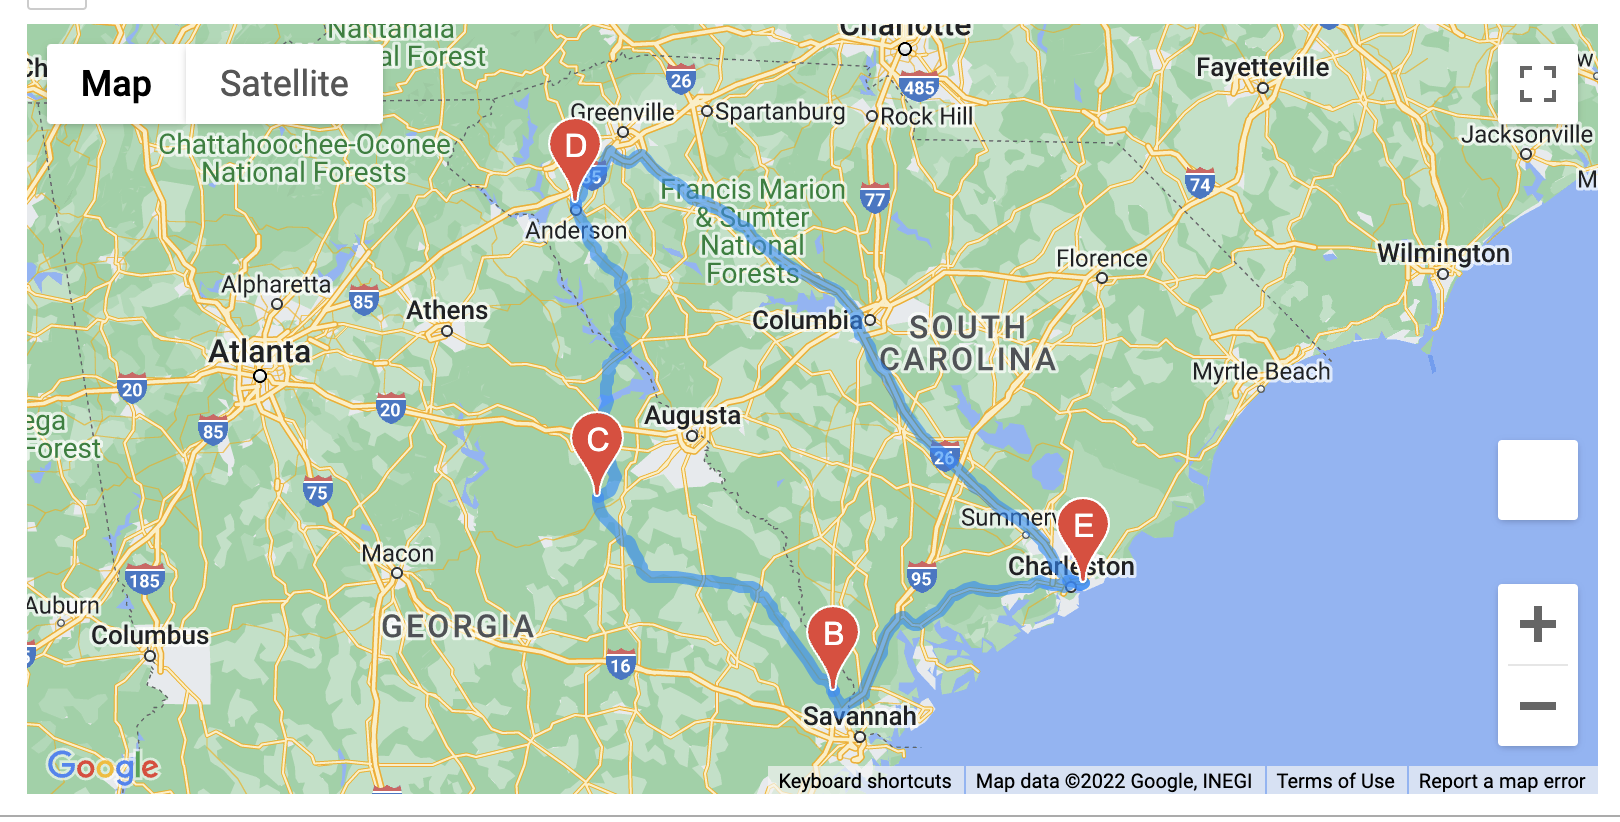 Nantahala
al Forest
Ch
Map
Satellite
Charlotte
26
485
Fayetteville
w
Greenville
Spartanburg
Rock Hill
Jacksonville
Chattahoochee-Oconee
National Forests
D
85
M
Francis Marion
& Sumter
National
Forests
77
74
Anderson
Florence
Wilmington
Alpharetta
85
Athens
Columbia
SOUTH
CAROLINA
Atlanta
Myrtle Beach
20
20
85
ega
Forest
Augusta
C
26
75
Summerv
E
Macon
Charleston
95
185
Auburn
Columbus
GEORGIA
B
16
5
Savannah
Google
Keyboard shortcuts
Map data ©2022 Google, INEGI
Terms of Use
Report a map error